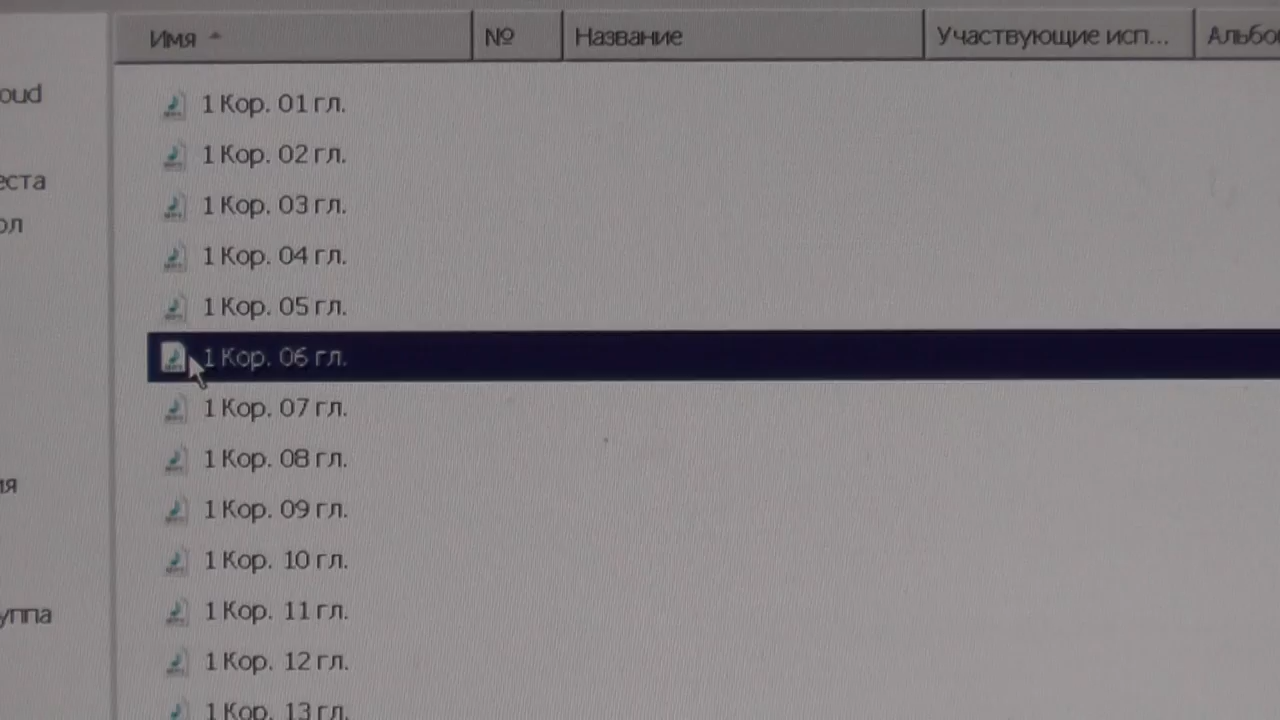 Имя № Название Участвующие исп... Альбо
oud
еста
ол
ия
уппа
1 Кор. 01 гл.
1 Кор. 02 гл.
1 Кор. 03 гл.
1 Кор. 04 гл.
1 Кор. 05 гл.
1 Кор. 06 гл.
1 Кор. 07 гл.
1 Кор. 08 гл.
1 Кор. 09 гл.
1 Кор. 10 гл.
1 Кор. 11 гл.
1 Кор. 12 гл.
1 Кор. 13 гл.